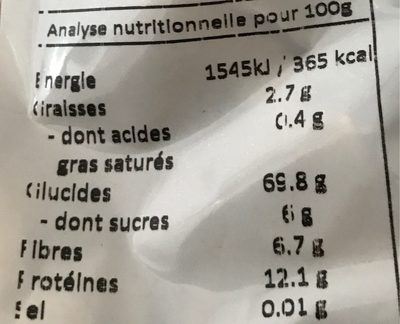 Analyse nutritionnelle pour 100g
Energie 1545kJ / 365 kcal
Graisses 2.7 g
- dont acides 0.4 g
gras saturés
Glucides 69.8 g
- dont sucres 6 g
Fibres 6.7 g
Protéines 12.1 g
Sel 0.01 g